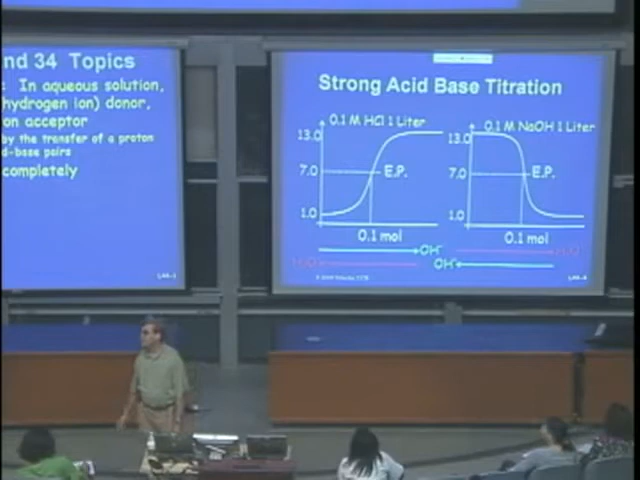 nd 34 Topics
: In aqueous solution,
hydrogen ion) donor,
on acceptor
by the transfer of a proton
d-base pairs
completely
Strong Acid Base Titration
0.1 M HCl 1 Liter
13.0
7.0
E.P.
1.0
0.1 mol
0.1 M NaOH 1 Liter
13.0
7.0
E.P.
1.0
0.1 mol
OH⁻
OH⁻